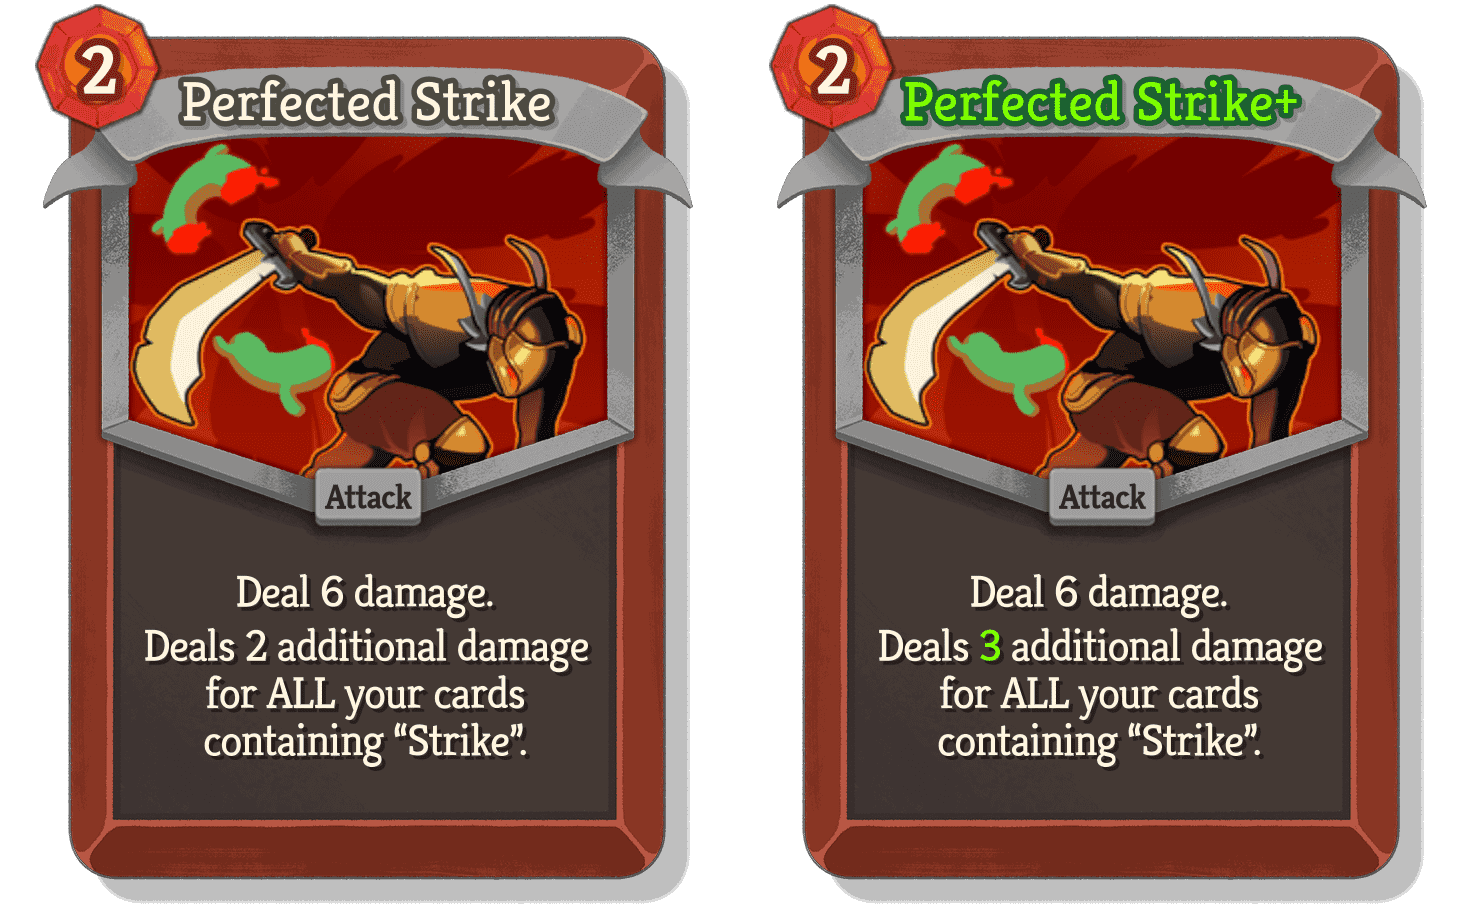 2
Perfected Strike
Attack
Deal 6 damage.
Deals 2 additional damage
for ALL your cards
containing “Strike”.
2
Perfected Strike+
Attack
Deal 6 damage.
Deals 3 additional damage
for ALL your cards
containing “Strike”.